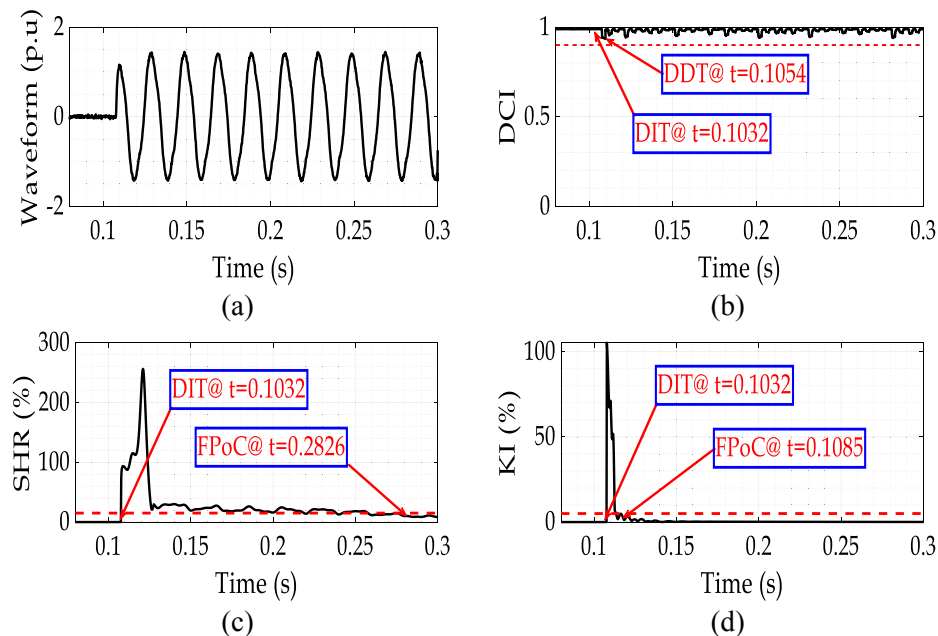 2
0
-2
Waveform (p.u)
0.1 0.15 0.2 0.25 0.3
Time (s)
(a)
1
0.5
0
DCI
DDT@ t=0.1054
DIT@ t=0.1032
0.1 0.15 0.2 0.25 0.3
Time (s)
(b)
300
200
100
0
SHR (%)
DIT@ t=0.1032
FPoC@ t=0.2826
0.1 0.15 0.2 0.25 0.3
Time (s)
(c)
100
50
0
KI (%)
DIT@ t=0.1032
FPoC@ t=0.1085
0.1 0.15 0.2 0.25 0.3
Time (s)
(d)